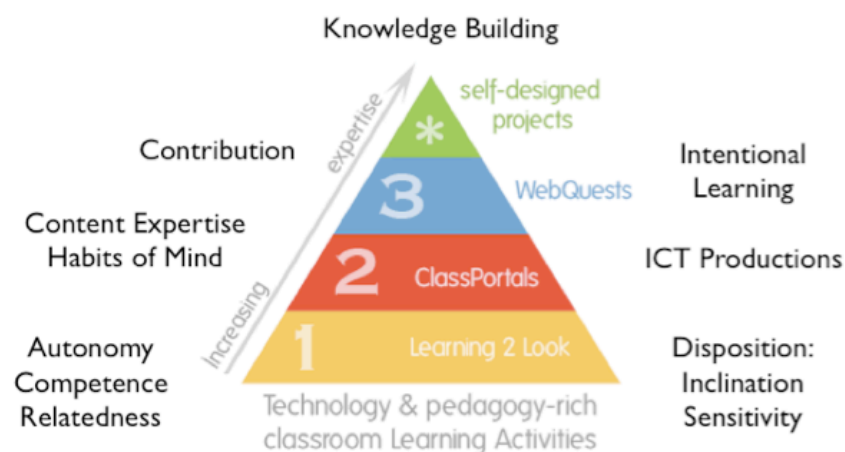 Knowledge Building
self-designed
projects
expertise
*
Contribution
Intentional
Learning
3
WebQuests
Content Expertise
Habits of Mind
2
ClassPortals
ICT Productions
Increasing
1
Learning 2 Look
Autonomy
Competence
Relatedness
Disposition:
Inclination
Sensitivity
Technology & pedagogy-rich
classroom Learning Activities